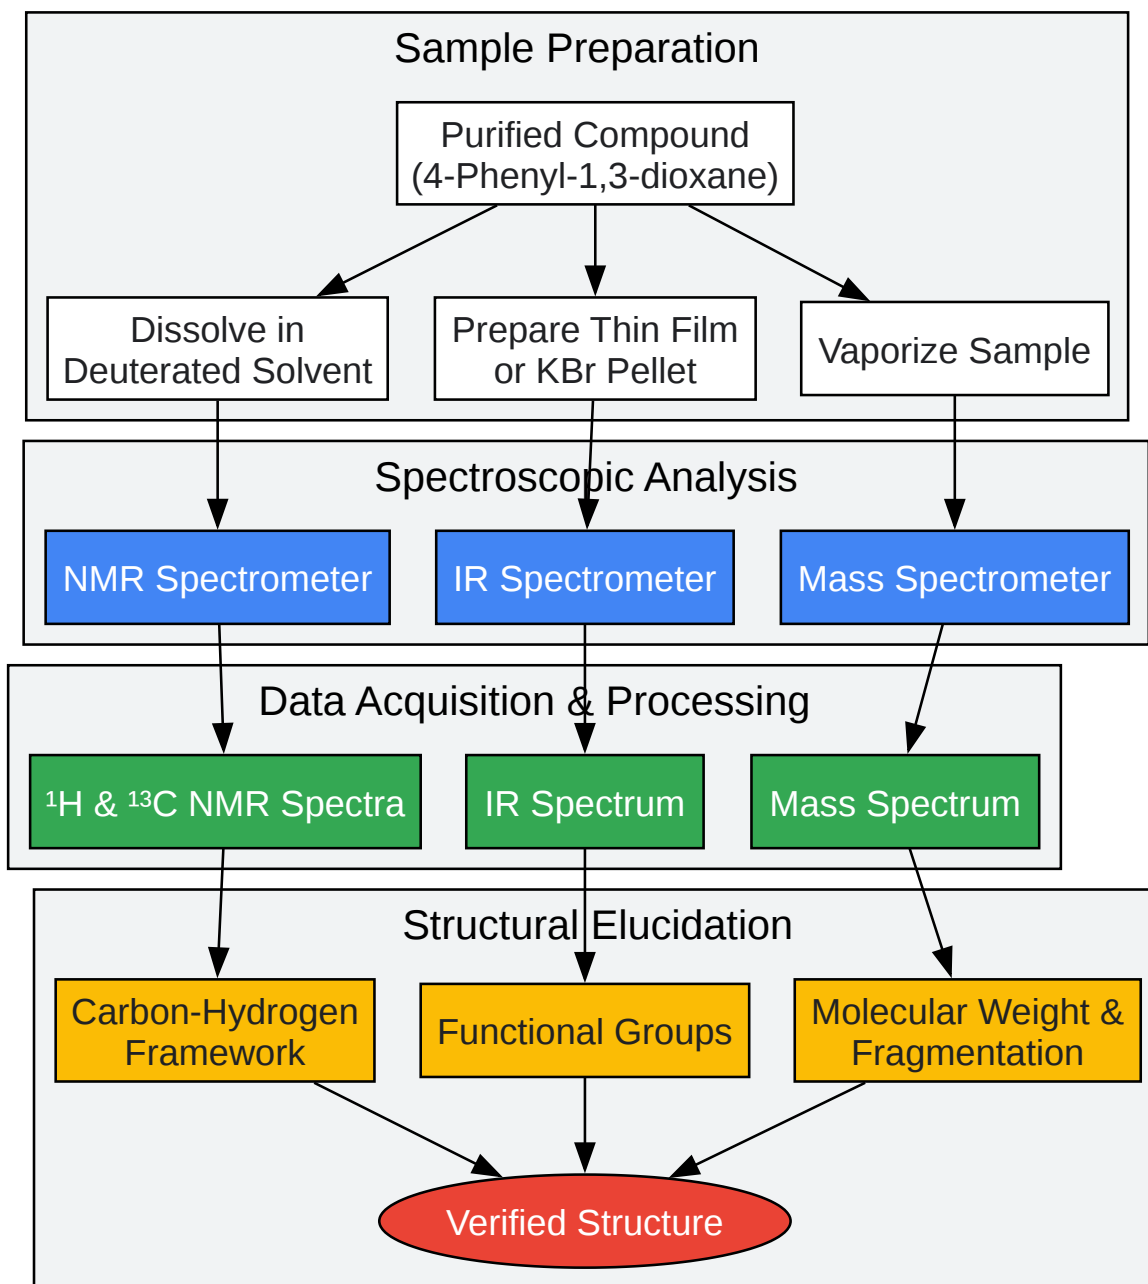 Sample Preparation
Purified Compound
(4-Phenyl-1,3-dioxane)
Dissolve in
Deuterated Solvent
Prepare Thin Film
or KBr Pellet
Vaporize Sample
Spectroscopic Analysis
NMR Spectrometer
IR Spectrometer
Mass Spectrometer
Data Acquisition & Processing
¹H & ¹³C NMR Spectra
IR Spectrum
Mass Spectrum
Structural Elucidation
Carbon-Hydrogen
Framework
Functional Groups
Molecular Weight &
Fragmentation
Verified Structure